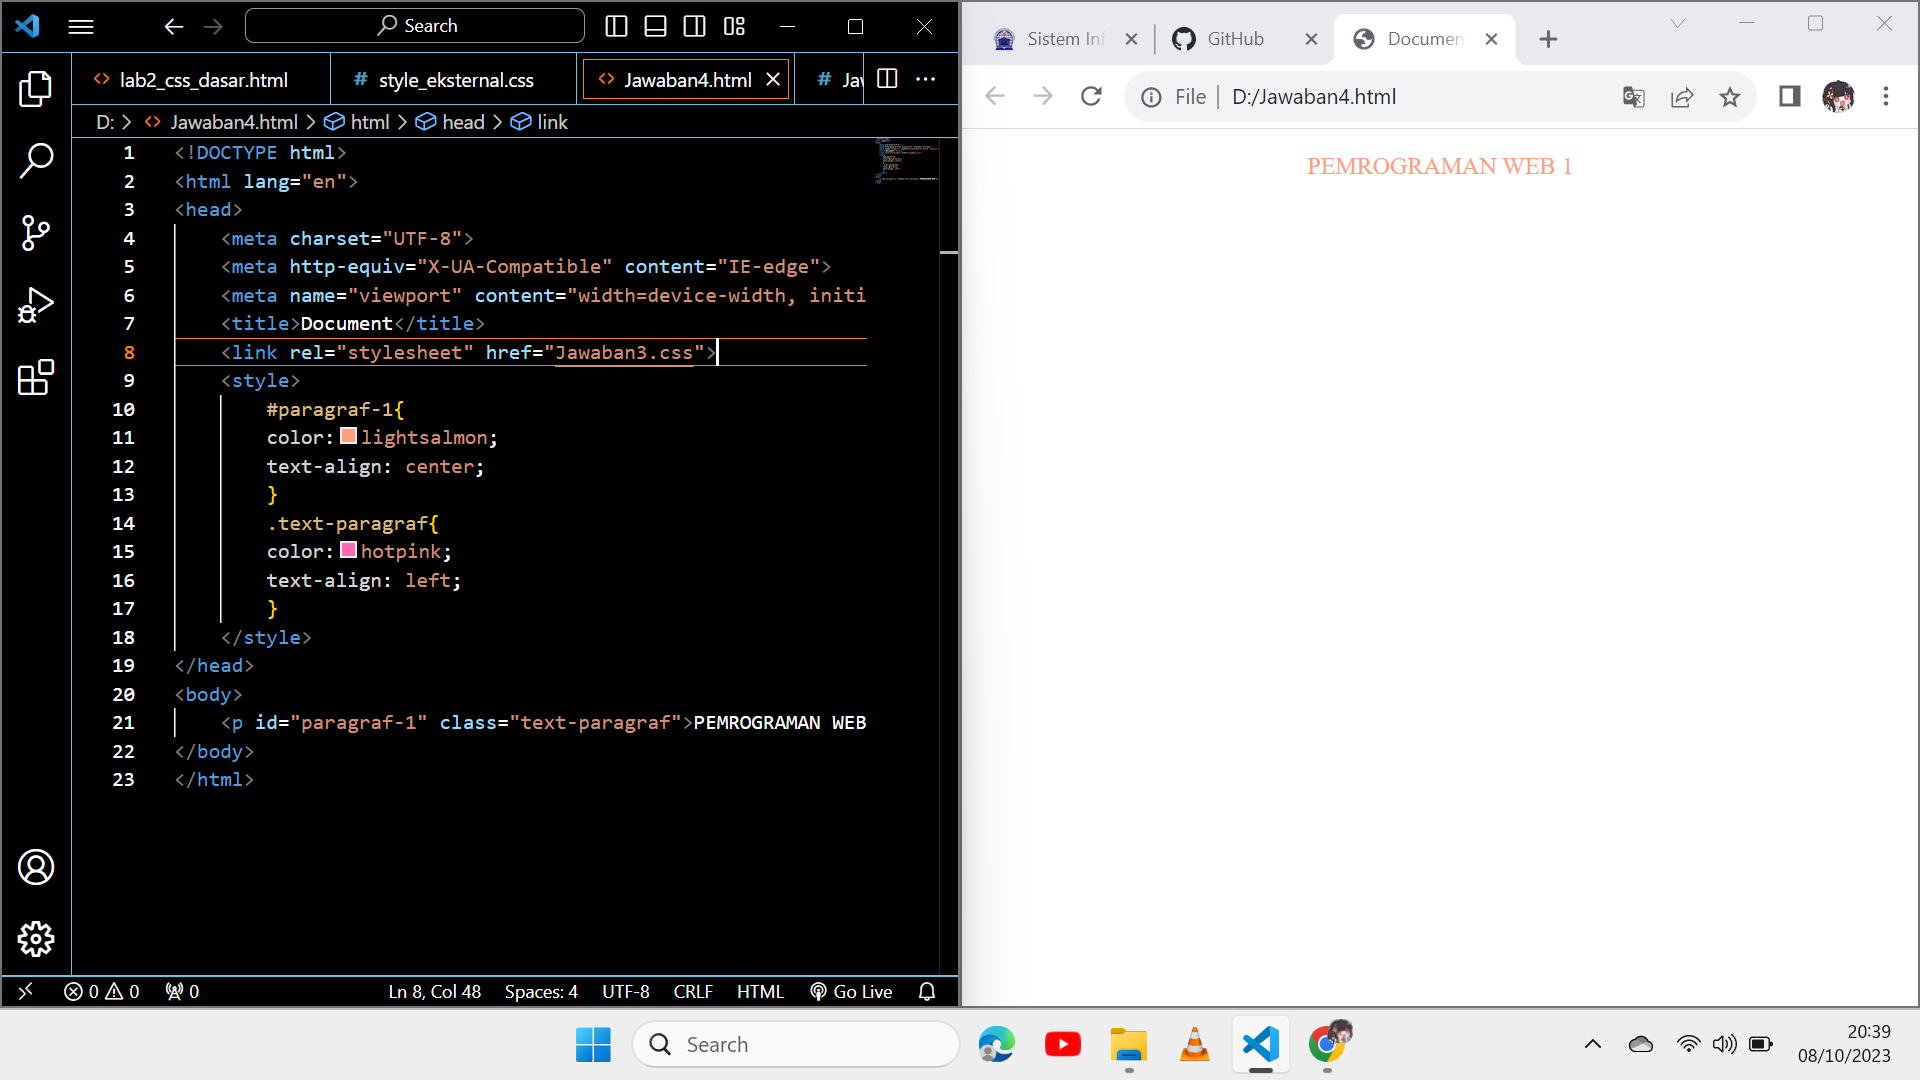 Search
lab2_css_dasar.html
# style_eksternal.css
Jawaban4.html
# Jav
D: > Jawaban4.html > html > head > link
1 <!DOCTYPE html>
2 <html lang="en">
3 <head>
4 <meta charset="UTF-8">
5 <meta http-equiv="X-UA-Compatible" content="IE-edge">
6 <meta name="viewport" content="width=device-width, initi
7 <title>Document</title>
8 <link rel="stylesheet" href="Jawaban3.css">
9 <style>
10 #paragraf-1{
11 color: lightsalmon;
12 text-align: center;
13 }
14 .text-paragraf{
15 color: hotpink;
16 text-align: left;
17 }
18 </style>
19 </head>
20 <body>
21 <p id="paragraf-1" class="text-paragraf">PEMROGRAMAN WEB
22 </body>
23 </html>
0 0 0
Ln 8, Col 48 Spaces: 4 UTF-8 CRLF HTML Go Live
Sistem Inf
GitHub
Documen
File | D:/Jawaban4.html
PEMROGRAMAN WEB 1
Search
20:39
08/10/2023